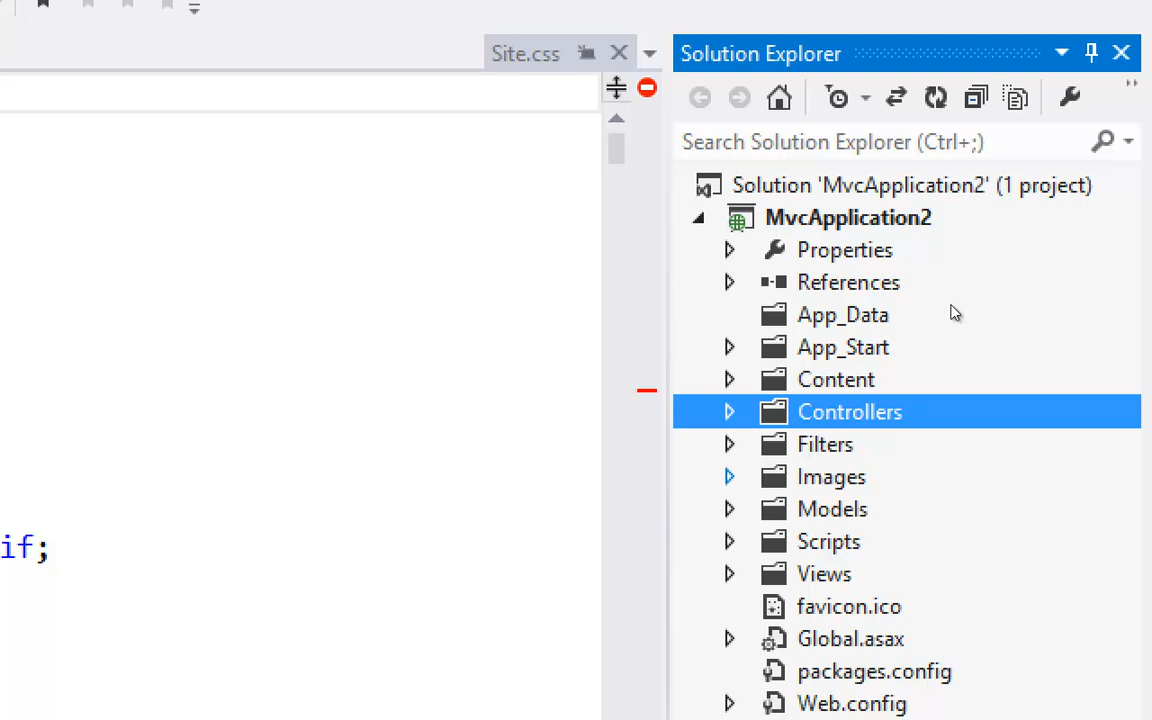 Site.css
Solution Explorer
Search Solution Explorer (Ctrl+;)
Solution 'MvcApplication2' (1 project)
MvcApplication2
Properties
References
App_Data
App_Start
Content
Controllers
Filters
Images
Models
Scripts
if;
Views
favicon.ico
Global.asax
packages.config
Web.config